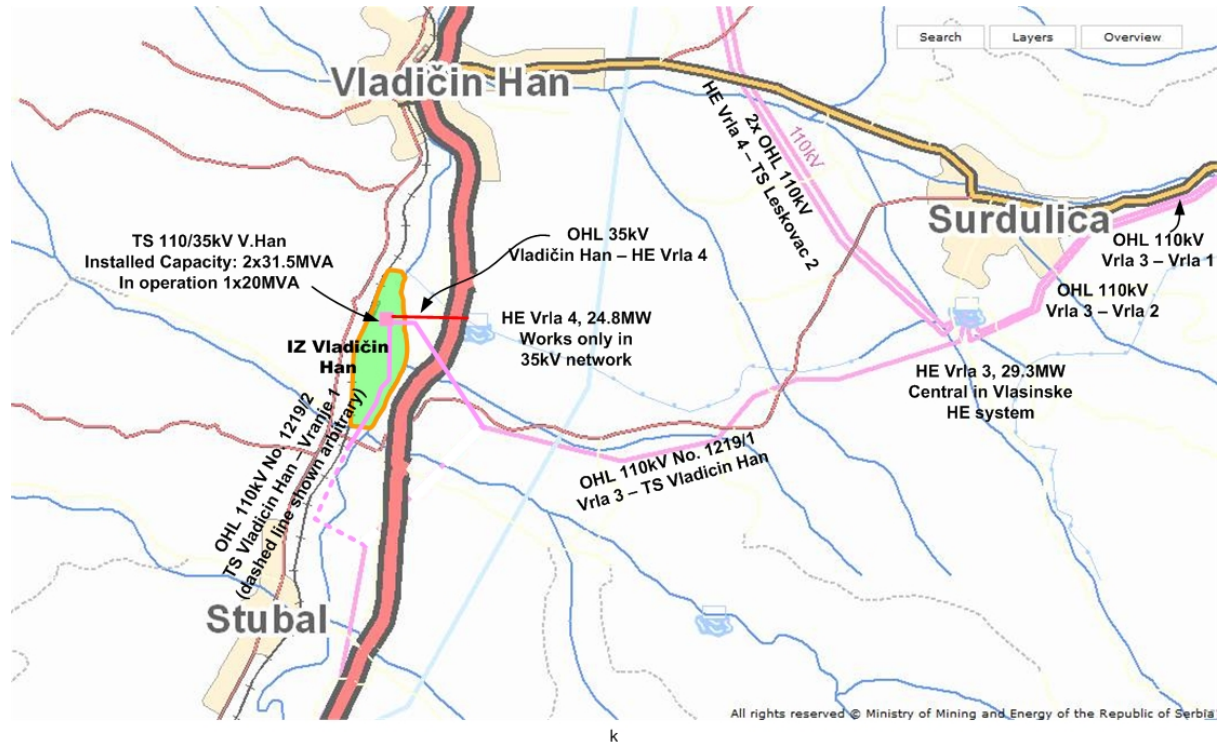 Search
Layers
Overview
Vladičin Han
110kV
2x OHL 110kV
HE Vrla 4 – TS Leskovac 2
Surdulica
TS 110/35kV V.Han
Installed Capacity: 2x31.5MVA
In operation 1x20MVA
OHL 35kV
Vladičin Han – HE Vrla 4
OHL 110kV
Vrla 3 – Vrla 1
OHL 110kV
Vrla 3 – Vrla 2
HE Vrla 4, 24.8MW
Works only in
35kV network
IZ Vladičin
Han
HE Vrla 3, 29.3MW
Central in Vlasinske
HE system
OHL 110kV No. 1219/2
TS Vladicin Han – Vranje 1
(dashed line shown arbitrary)
OHL 110kV No. 1219/1
Vrla 3 – TS Vladicin Han
Stubal
All rights reserved © Ministry of Mining and Energy of the Republic of Serbia
k